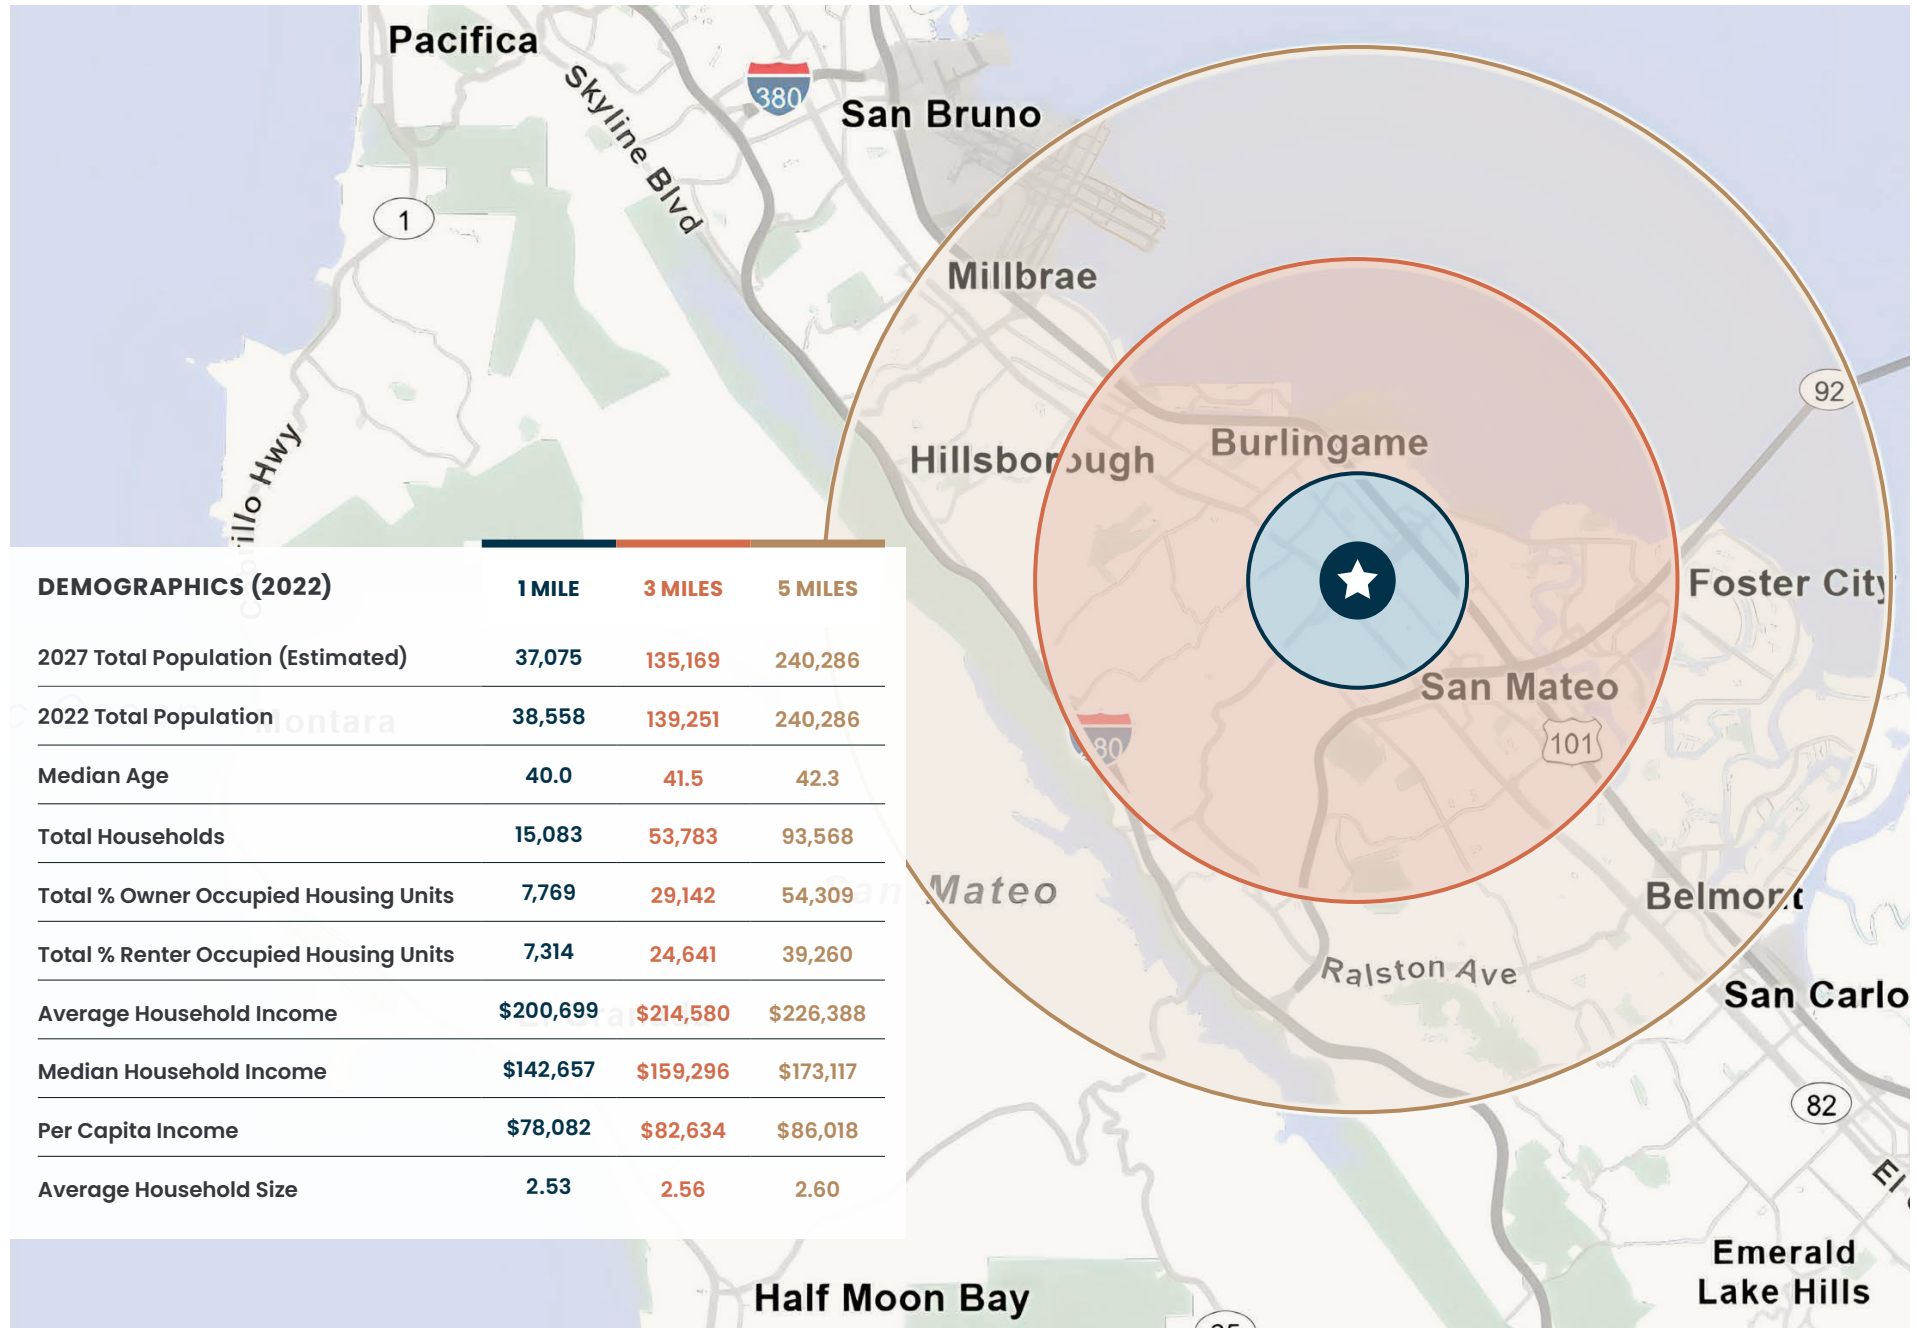 Pacifica
Skyline Blvd
380
San Bruno
1
Millbrae
92
Hillsborough
Burlingame
rillo Hwy
Foster City
San Mateo
101
80
Mateo
Belmont
Ralston Ave
San Carlo
82
El
Emerald
Lake Hills
Half Moon Bay
Montara
DEMOGRAPHICS (2022) 1 MILE 3 MILES 5 MILES
2027 Total Population (Estimated) 37,075 135,169 240,286
2022 Total Population 38,558 139,251 240,286
Median Age 40.0 41.5 42.3
Total Households 15,083 53,783 93,568
Total % Owner Occupied Housing Units 7,769 29,142 54,309
Total % Renter Occupied Housing Units 7,314 24,641 39,260
Average Household Income $200,699 $214,580 $226,388
Median Household Income $142,657 $159,296 $173,117
Per Capita Income $78,082 $82,634 $86,018
Average Household Size 2.53 2.56 2.60